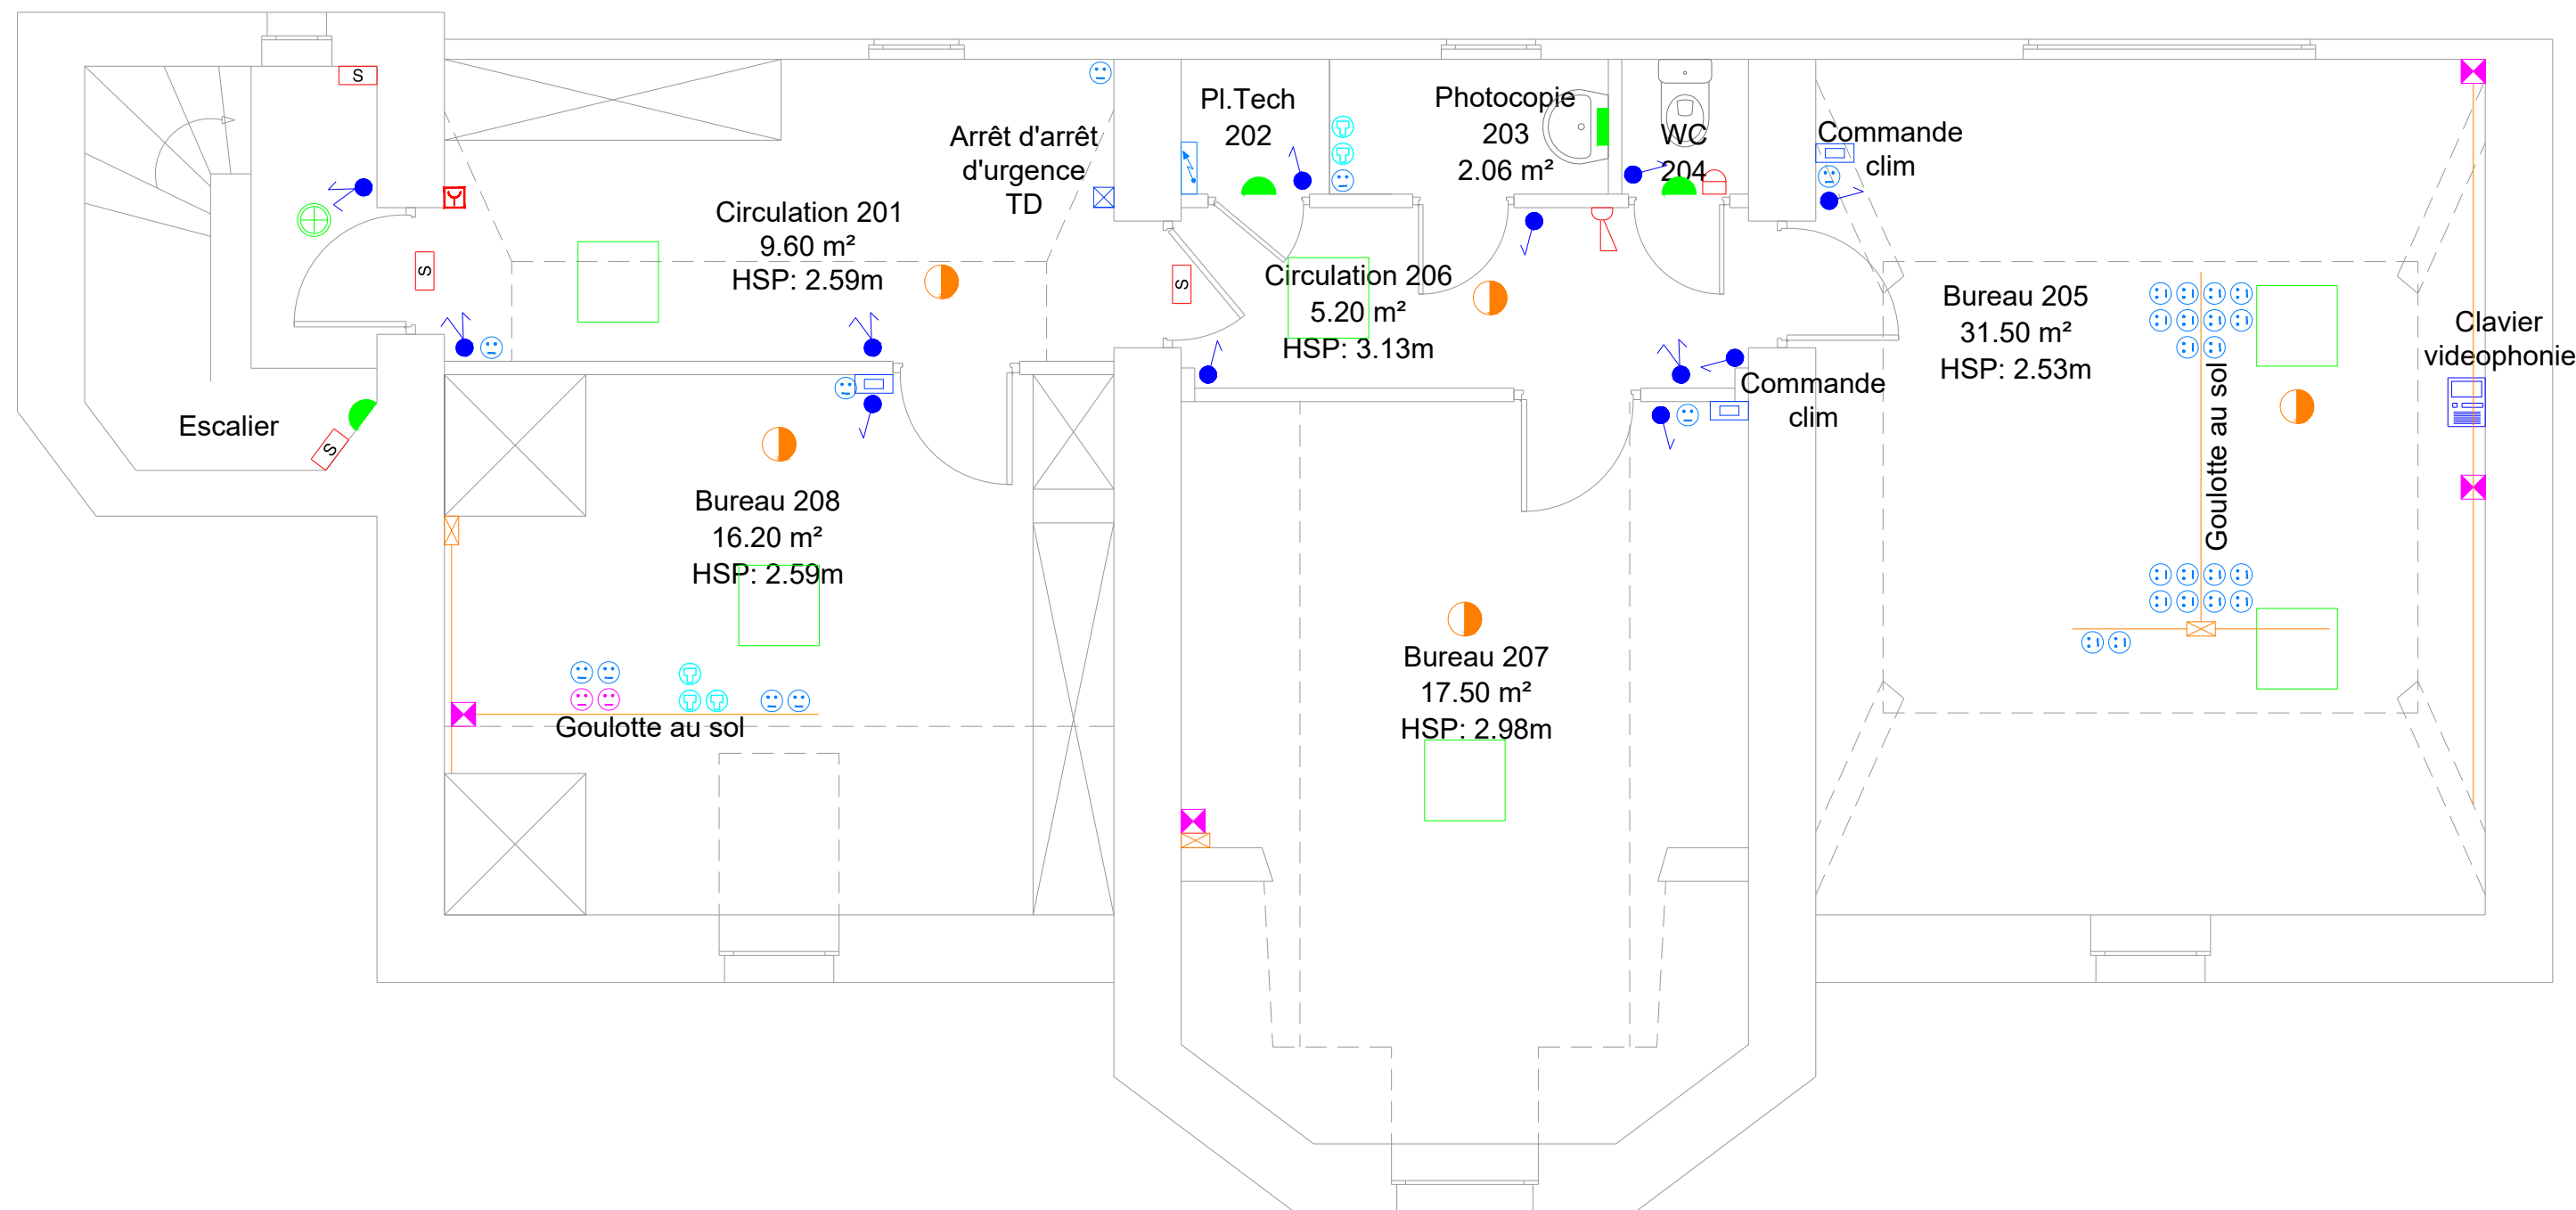 S
Pl.Tech
202
Photocopie
203
2.06 m²
WC
204
Commande
clim
Arrêt d'arrêt
d'urgence
TD
Circulation 201
9.60 m²
HSP: 2.59m
S
S
Circulation 206
5.20 m²
HSP: 3.13m
Bureau 205
31.50 m²
HSP: 2.53m
Clavier
videophonie
Goulotte au sol
Commande
clim
Escalier
S
Bureau 208
16.20 m²
HSP: 2.59m
Goulotte au sol
Bureau 207
17.50 m²
HSP: 2.98m